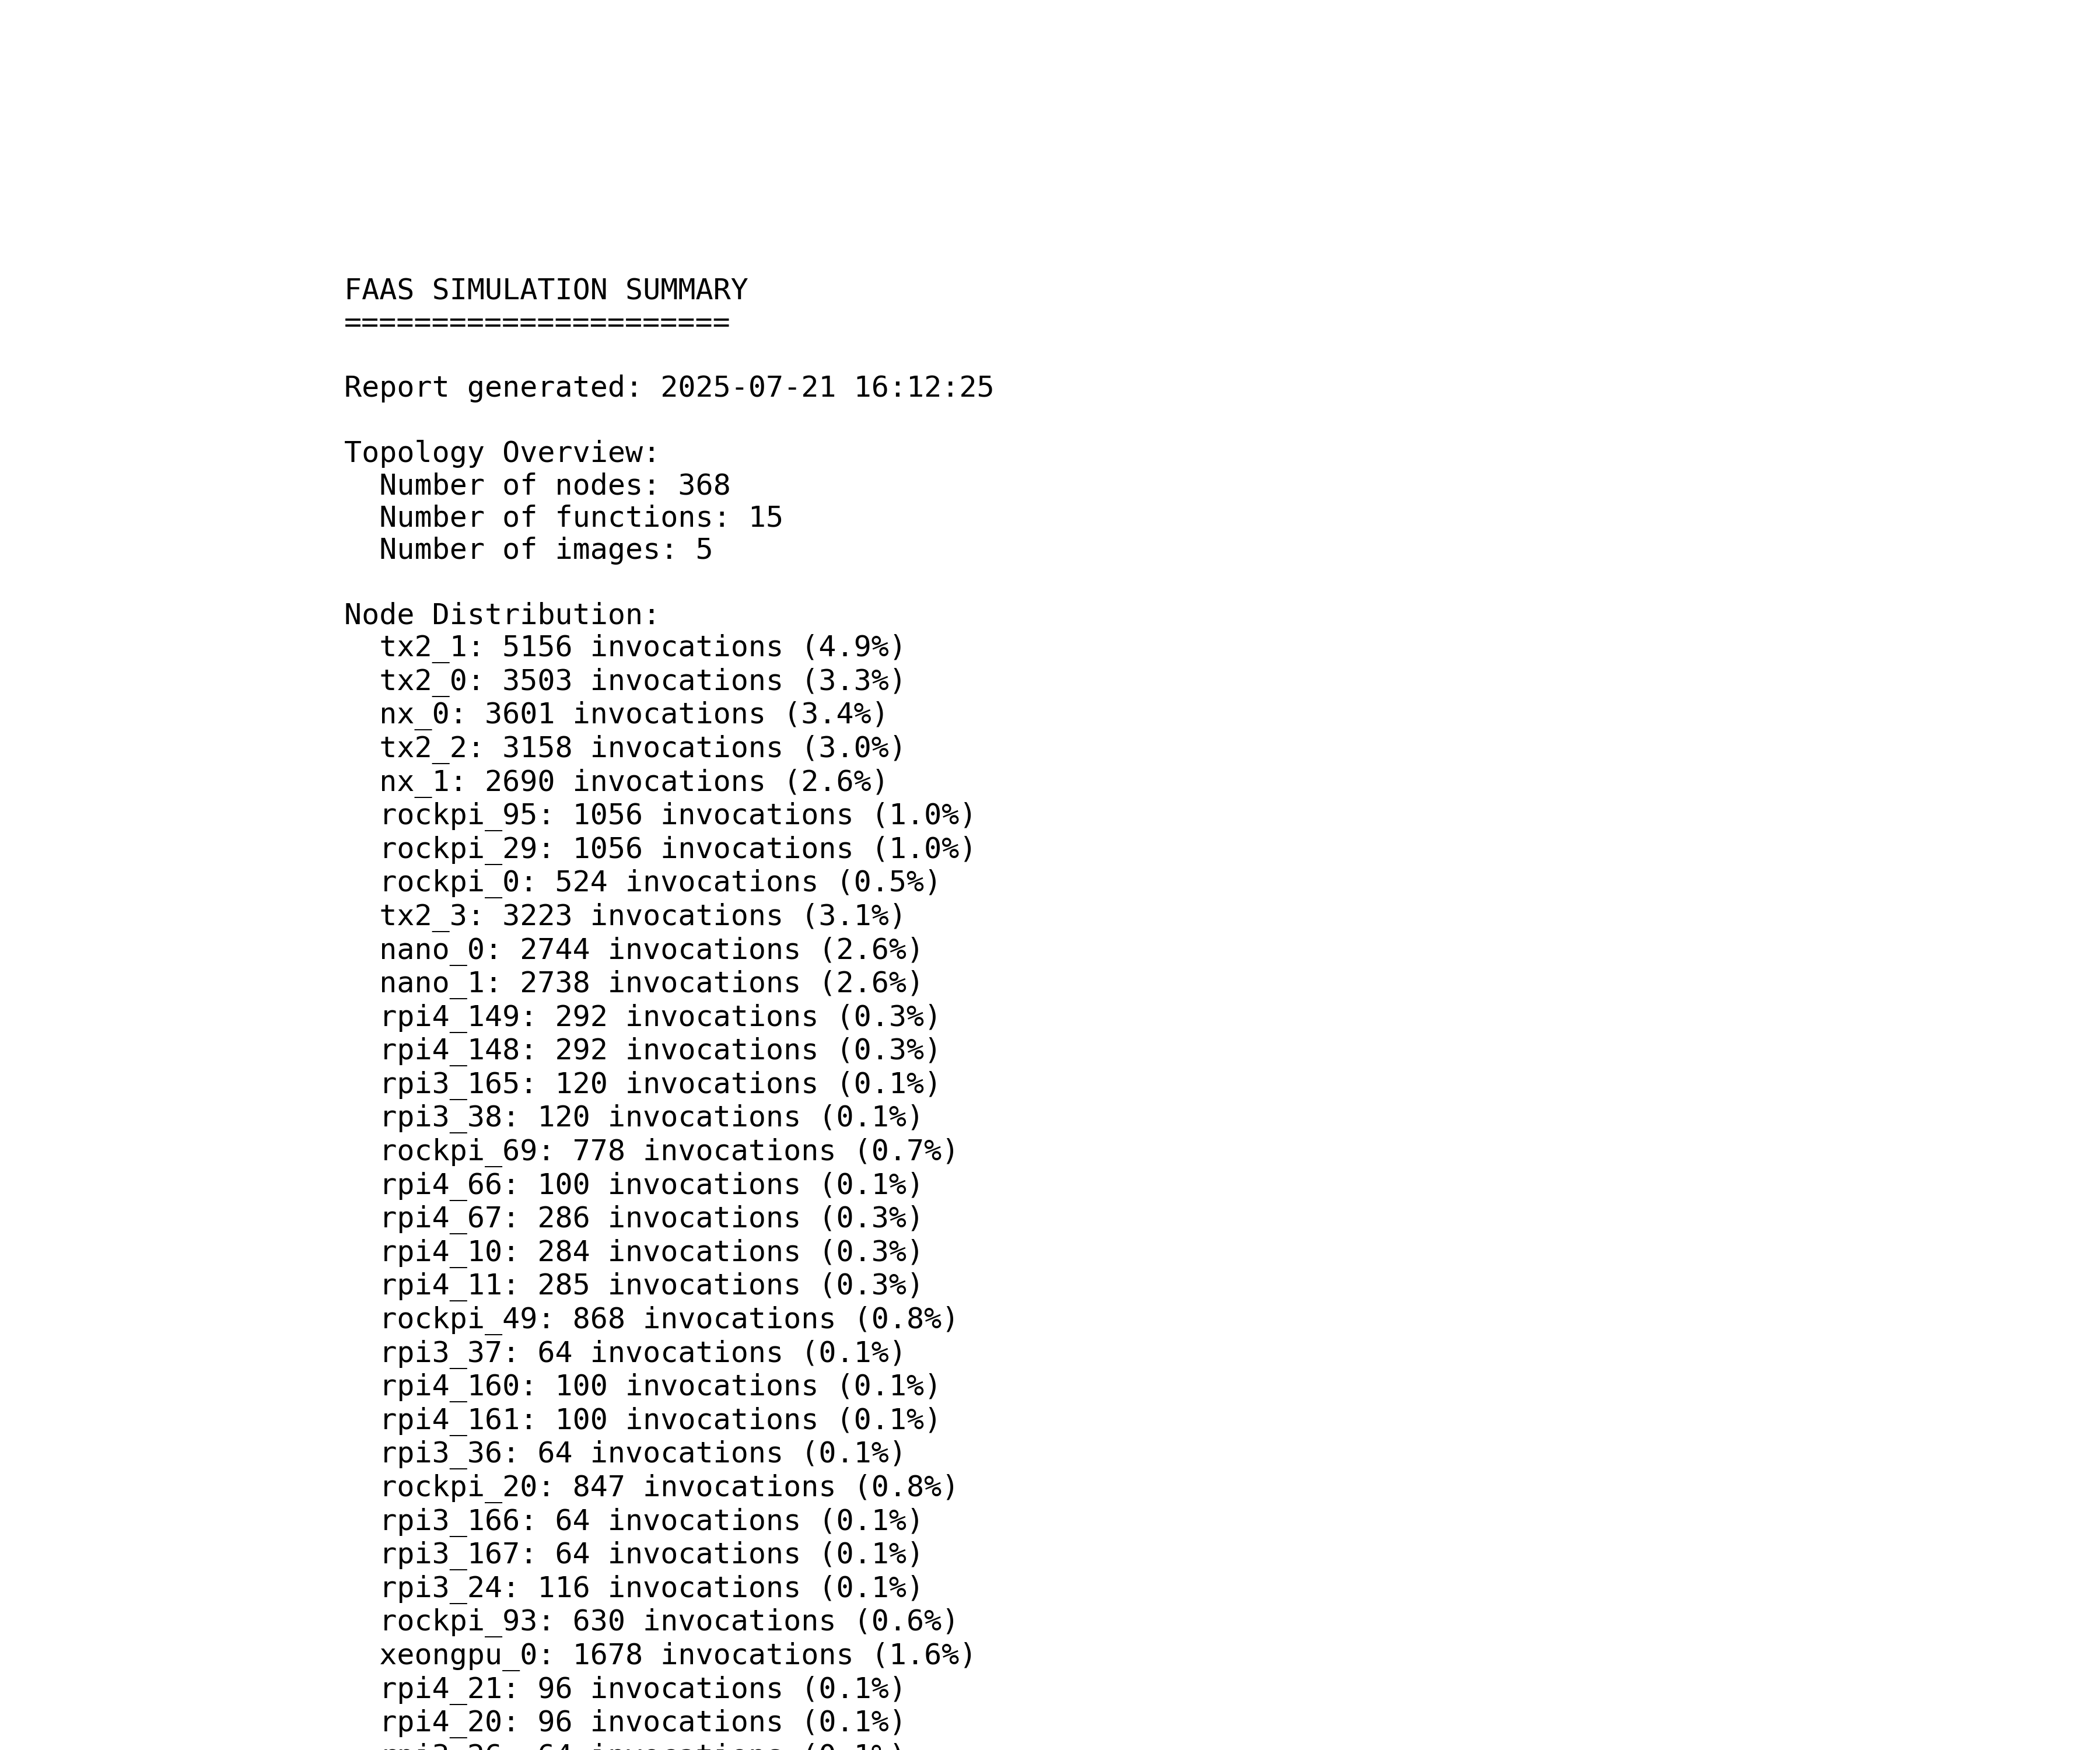 FAAS SIMULATION SUMMARY
======================
Report generated: 2025-07-21 16:12:25
Topology Overview:
Number of nodes: 368
Number of functions: 15
Number of images: 5
Node Distribution:
tx2_1: 5156 invocations (4.9%)
tx2_0: 3503 invocations (3.3%)
nx_0: 3601 invocations (3.4%)
tx2_2: 3158 invocations (3.0%)
nx_1: 2690 invocations (2.6%)
rockpi_95: 1056 invocations (1.0%)
rockpi_29: 1056 invocations (1.0%)
rockpi_0: 524 invocations (0.5%)
tx2_3: 3223 invocations (3.1%)
nano_0: 2744 invocations (2.6%)
nano_1: 2738 invocations (2.6%)
rpi4_149: 292 invocations (0.3%)
rpi4_148: 292 invocations (0.3%)
rpi3_165: 120 invocations (0.1%)
rpi3_38: 120 invocations (0.1%)
rockpi_69: 778 invocations (0.7%)
rpi4_66: 100 invocations (0.1%)
rpi4_67: 286 invocations (0.3%)
rpi4_10: 284 invocations (0.3%)
rpi4_11: 285 invocations (0.3%)
rockpi_49: 868 invocations (0.8%)
rpi3_37: 64 invocations (0.1%)
rpi4_160: 100 invocations (0.1%)
rpi4_161: 100 invocations (0.1%)
rpi3_36: 64 invocations (0.1%)
rockpi_20: 847 invocations (0.8%)
rpi3_166: 64 invocations (0.1%)
rpi3_167: 64 invocations (0.1%)
rpi3_24: 116 invocations (0.1%)
rockpi_93: 630 invocations (0.6%)
xeongpu_0: 1678 invocations (1.6%)
rpi4_21: 96 invocations (0.1%)
rpi4_20: 96 invocations (0.1%)